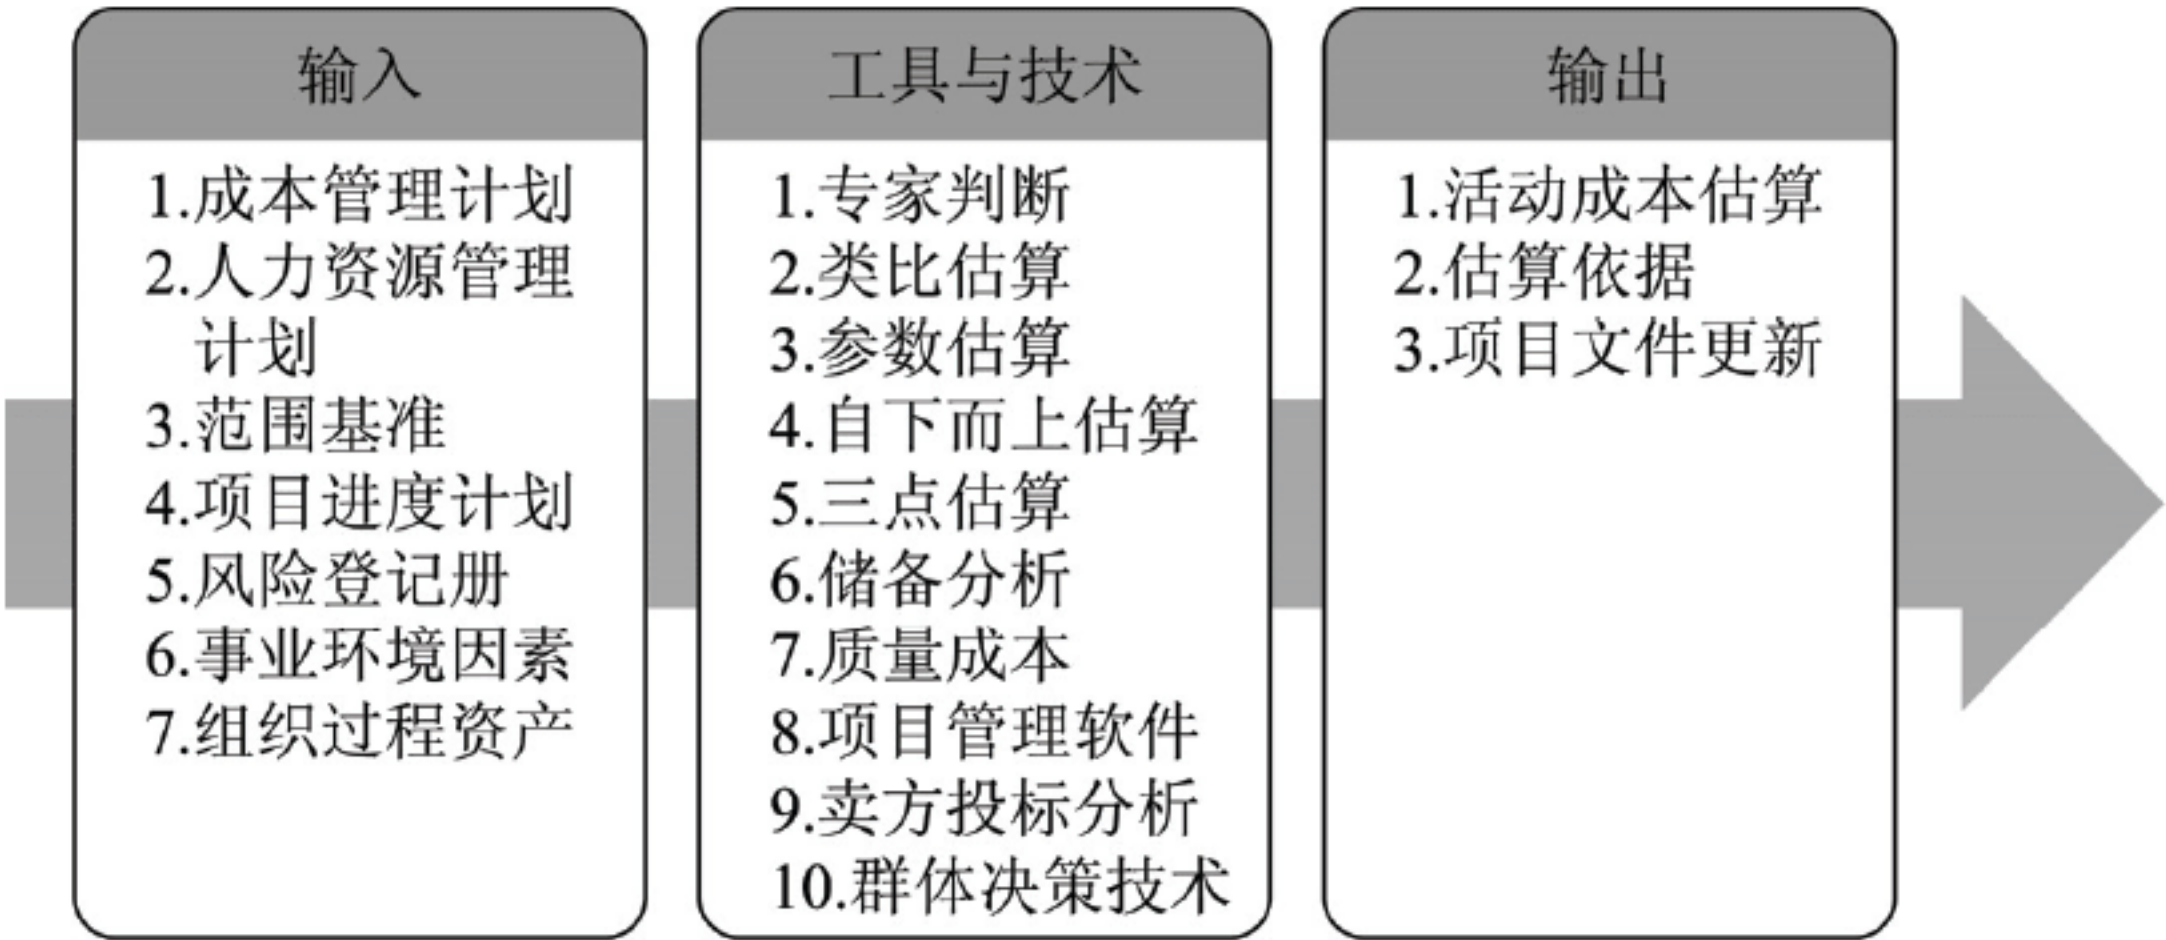 输入
1.成本管理计划
2.人力资源管理
计划
3.范围基准
4.项目进度计划
5.风险登记册
6.事业环境因素
7.组织过程资产
工具与技术
1.专家判断
2.类比估算
3.参数估算
4.自下而上估算
5.三点估算
6.储备分析
7.质量成本
8.项目管理软件
9.卖方投标分析
10.群体决策技术
输出
1.活动成本估算
2.估算依据
3.项目文件更新